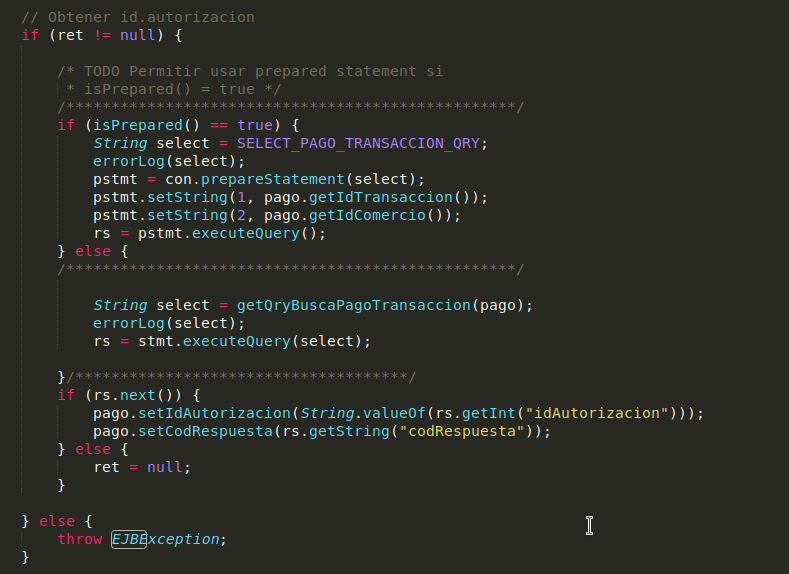 // Obtener id.autorizacion
if (ret != null) {
/* TODO Permitir usar prepared statement si
* isPrepared() = true */
/**************************************************/
if (isPrepared() == true) {
String select = SELECT_PAGO_TRANSACCION_QRY;
errorLog(select);
pstmt = con.prepareStatement(select);
pstmt.setString(1, pago.getIdTransaccion());
pstmt.setString(2, pago.getIdComercio());
rs = pstmt.executeQuery();
} else {
/**************************************************/
String select = getQryBuscaPagoTransaccion(pago);
errorLog(select);
rs = stmt.executeQuery(select);
}/*************************************/
if (rs.next()) {
pago.setIdAutorizacion(String.valueOf(rs.getInt("idAutorizacion")));
pago.setCodRespuesta(rs.getString("codRespuesta"));
} else {
ret = null;
}
} else {
throw EJBException;
}